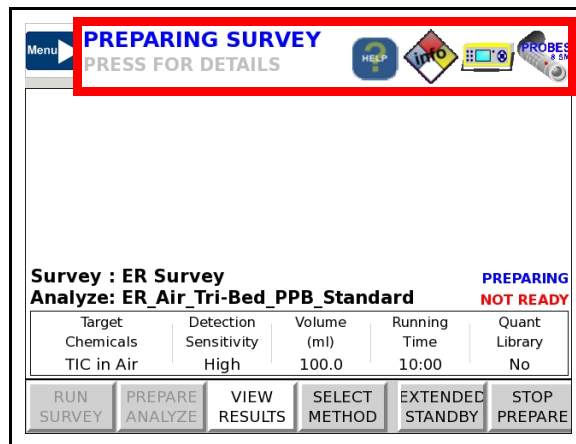 Menu
PREPARING SURVEY
PRESS FOR DETAILS
HELP
info
PROBES
& SM
Survey : ER Survey
PREPARING
Analyze: ER_Air_Tri-Bed_PPB_Standard
NOT READY
Target Chemicals
Detection Sensitivity
Volume (ml)
Running Time
Quant Library
TIC in Air
High
100.0
10:00
No
RUN SURVEY
PREPARE ANALYZE
VIEW RESULTS
SELECT METHOD
EXTENDED STANDBY
STOP PREPARE